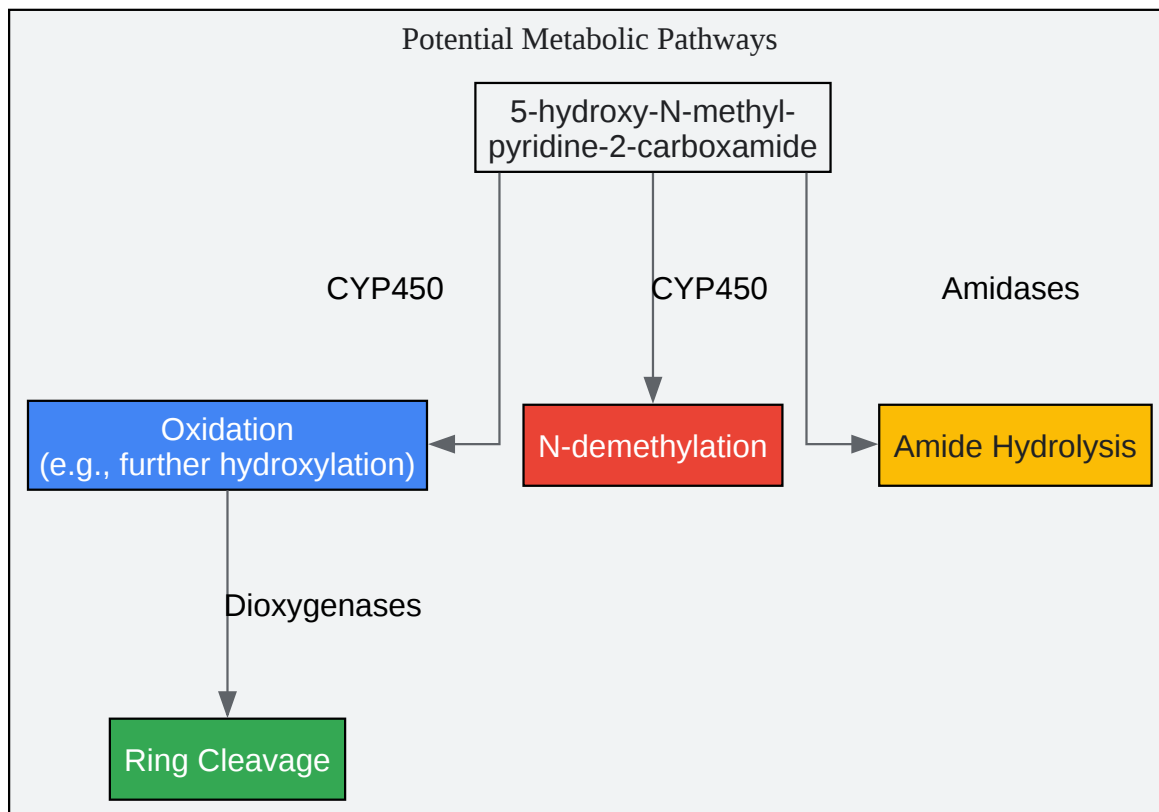 Potential Metabolic Pathways
5-hydroxy-N-methyl-
pyridine-2-carboxamide
CYP450
CYP450
Amidases
Oxidation
(e.g., further hydroxylation)
N-demethylation
Amide Hydrolysis
Dioxygenases
Ring Cleavage